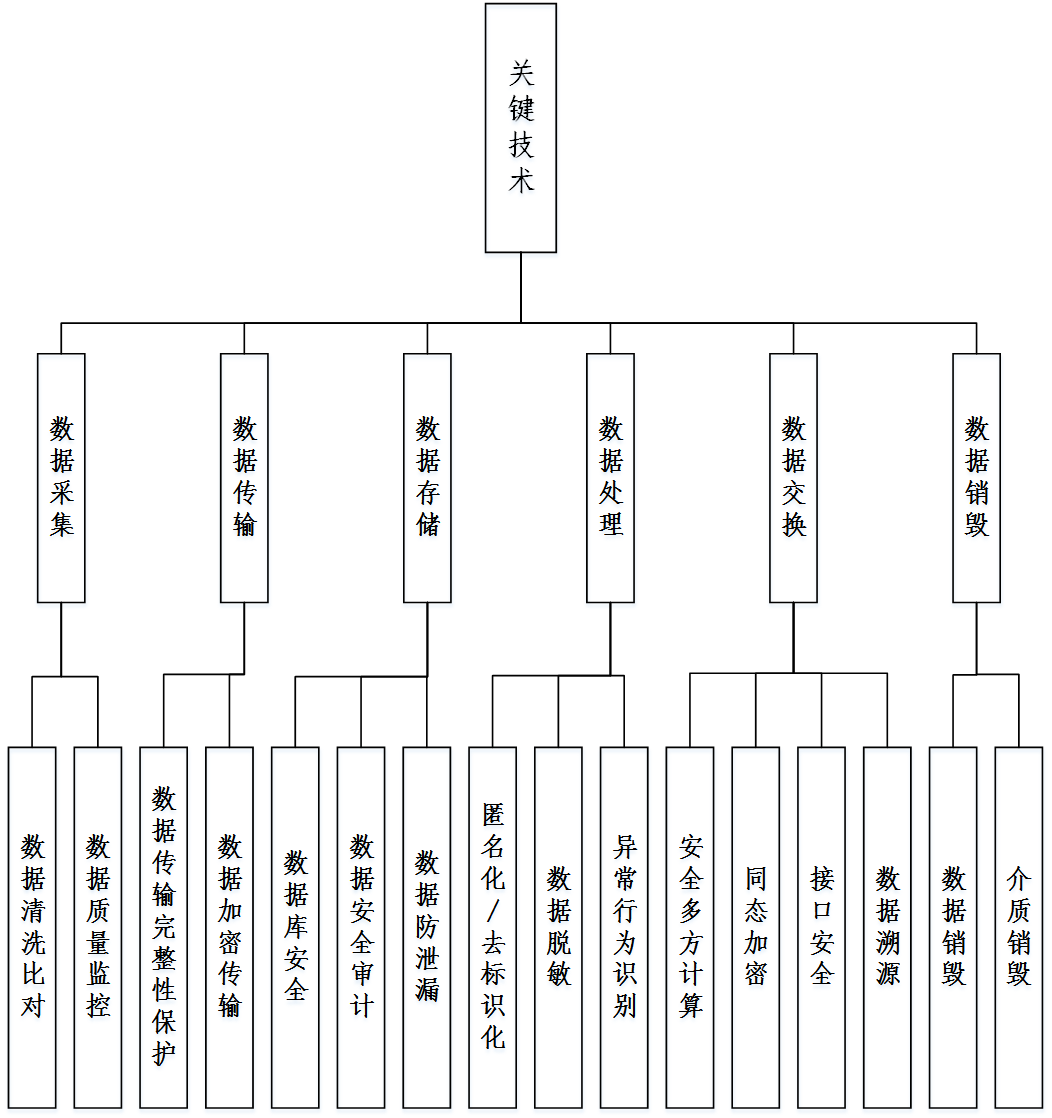 关键技术
数据采集
数据传输
数据存储
数据处理
数据交换
数据销毁
数据清洗比对
数据质量监控
数据传输完整性保护
数据加密传输
数据库安全
数据安全审计
数据防泄漏
匿名化/去标识化
数据脱敏
异常行为识别
安全多方计算
同态加密
接口安全
数据溯源
数据销毁
介质销毁